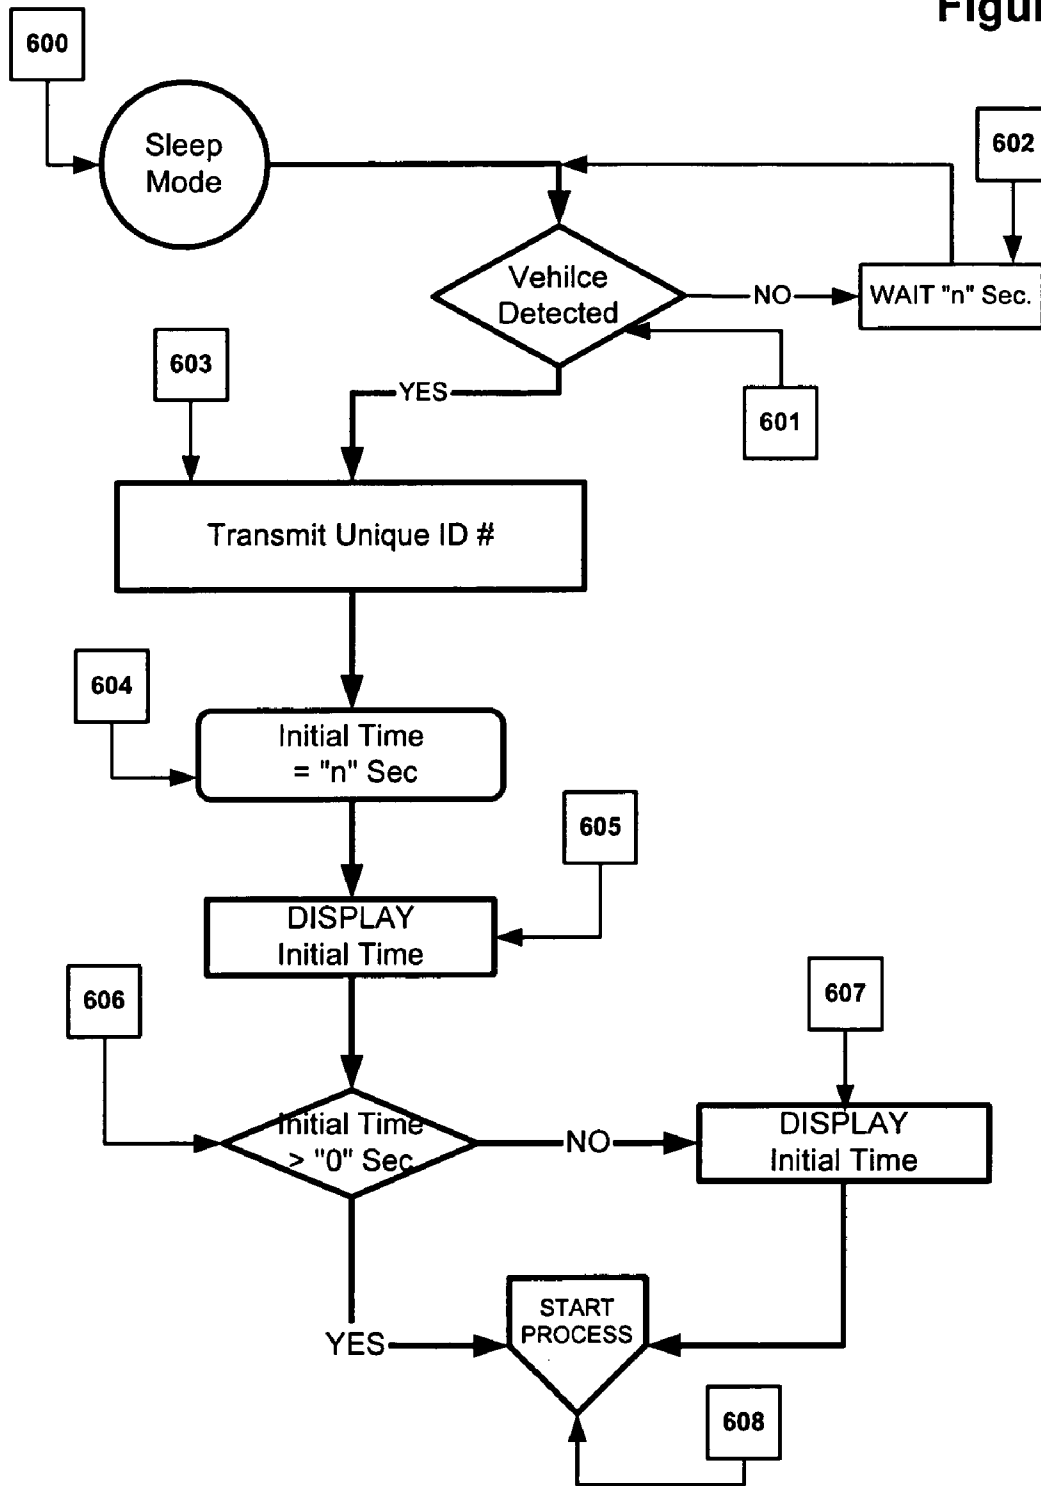 600
Sleep
Mode
602
Vehilce
Detected
NO
WAIT "n" Sec.
603
YES
601
Transmit Unique ID #
604
Initial Time
= "n" Sec
605
DISPLAY
Initial Time
606
607
Initial Time
> "0" Sec
NO
DISPLAY
Initial Time
START
PROCESS
YES
608